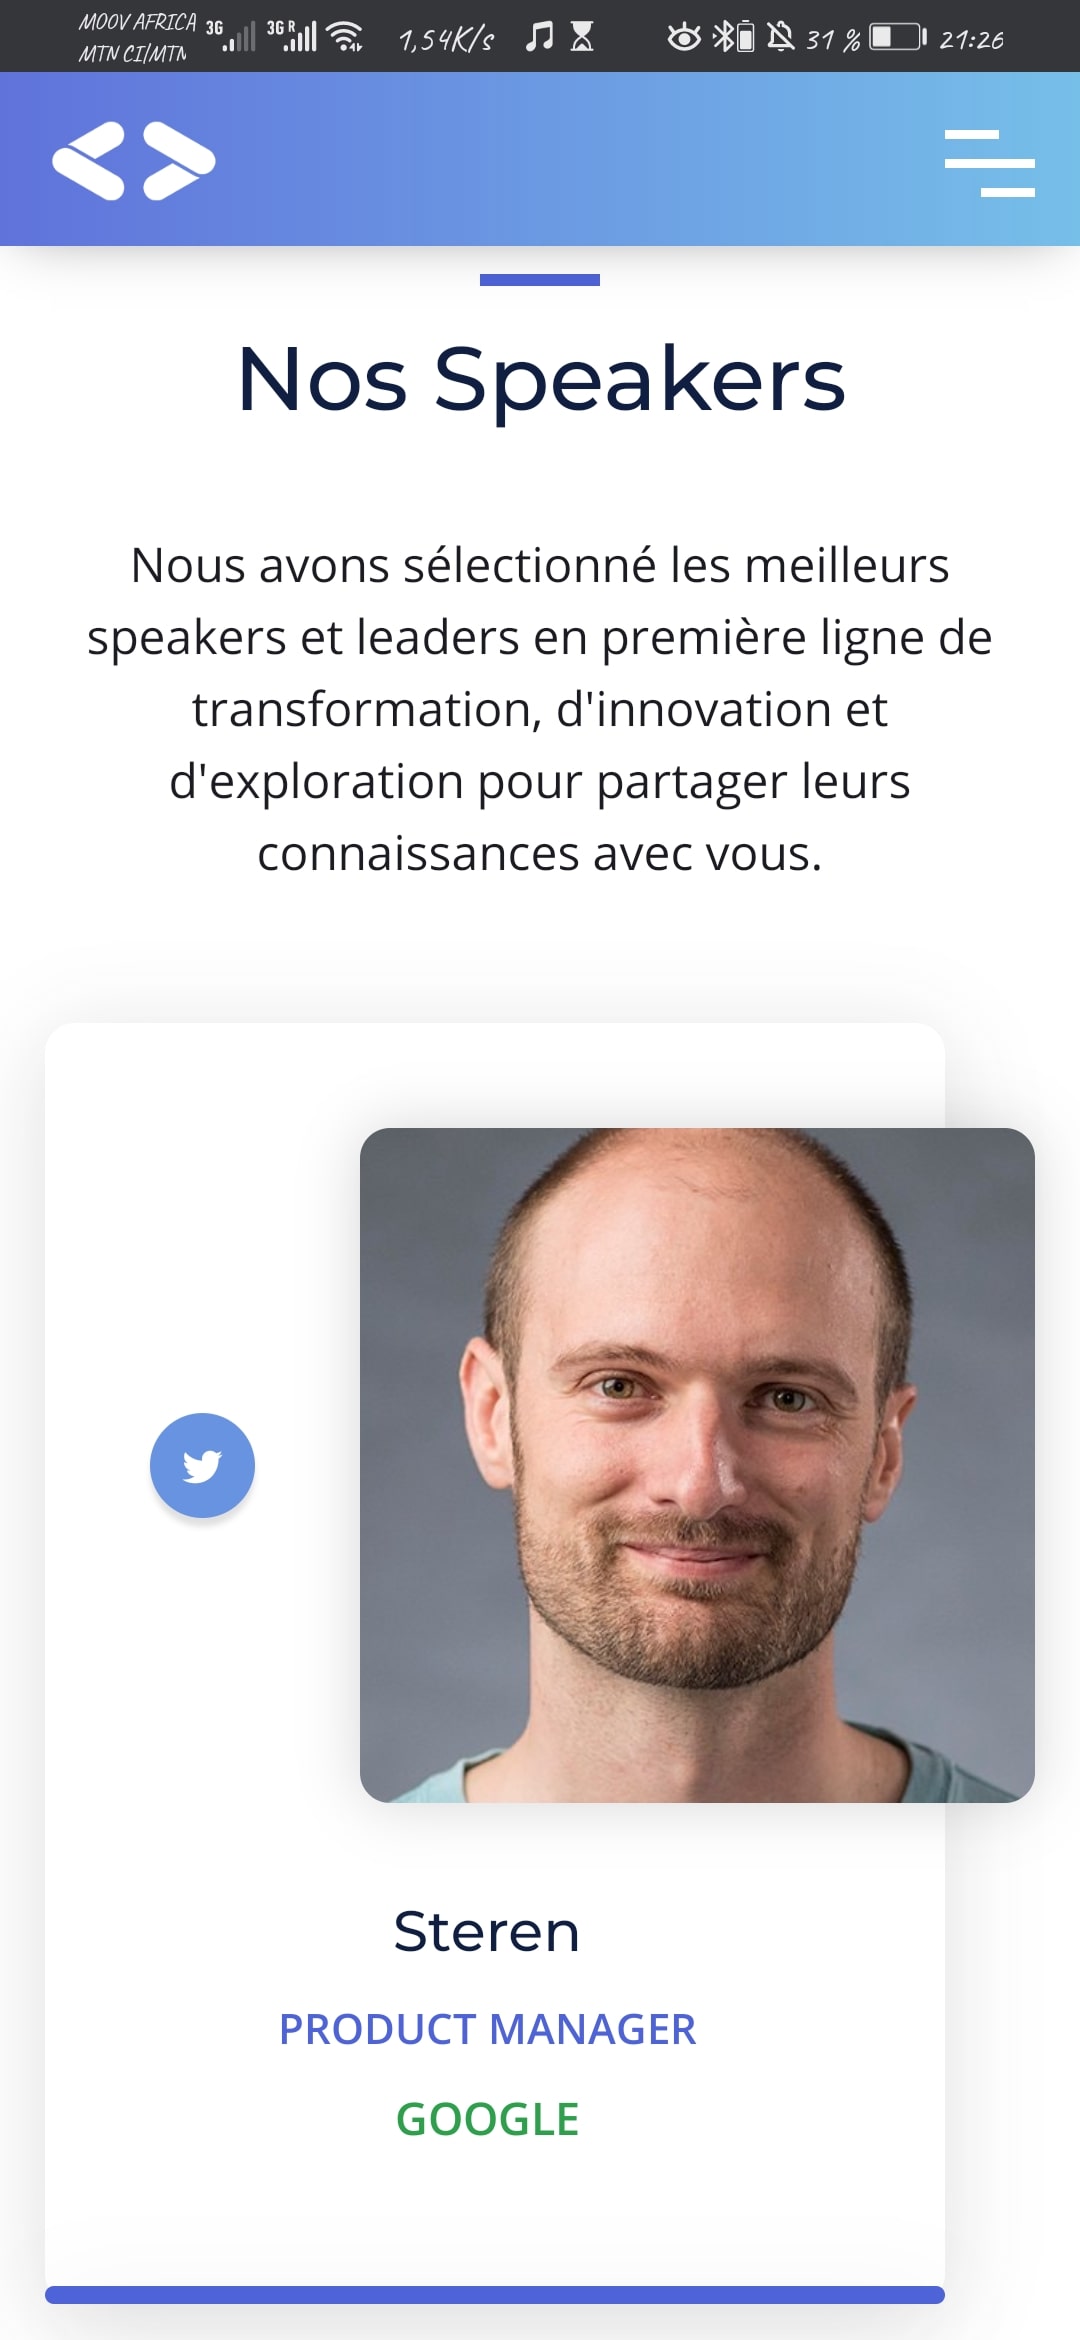 MOOV AFRICA 3G 3G R 1,54K/s 31 % 21:26
MTN CI/MTN
Nos Speakers
Nous avons sélectionné les meilleurs
speakers et leaders en première ligne de
transformation, d'innovation et
d'exploration pour partager leurs
connaissances avec vous.
Steren
PRODUCT MANAGER
GOOGLE